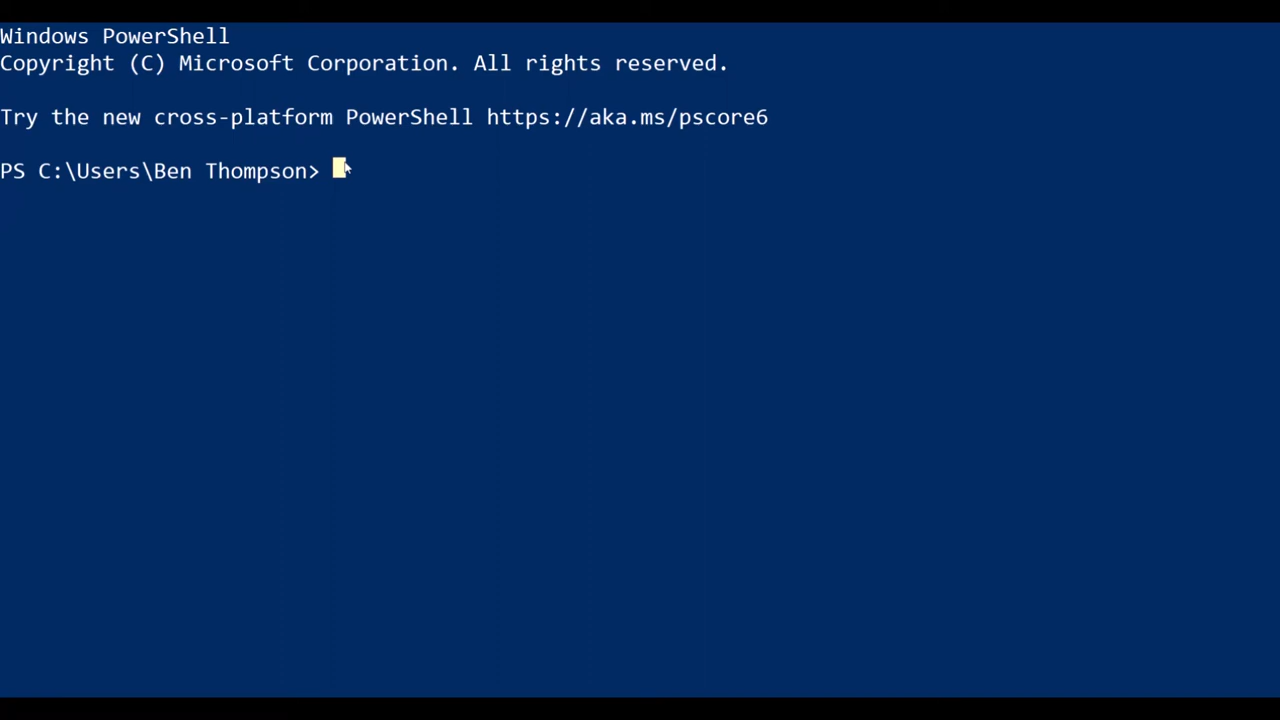 Windows PowerShell
Copyright (C) Microsoft Corporation. All rights reserved.
Try the new cross-platform PowerShell https://aka.ms/pscore6
PS C:\Users\Ben Thompson>